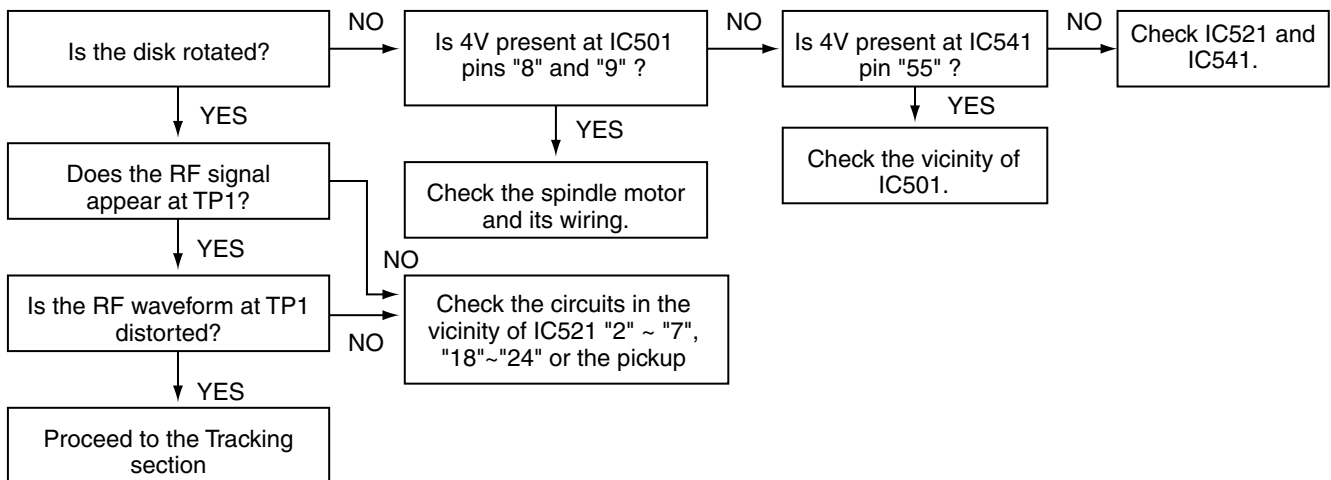 Is the disk rotated?
NO
Is 4V present at IC501
pins "8" and "9" ?
NO
Is 4V present at IC541
pin "55" ?
NO
Check IC521 and
IC541.
YES
YES
YES
Does the RF signal
appear at TP1?
Check the spindle motor
and its wiring.
Check the vicinity of
IC501.
YES
NO
Is the RF waveform at TP1
distorted?
NO
Check the circuits in the
vicinity of IC521 "2" ~ "7",
"18"~"24" or the pickup
YES
Proceed to the Tracking
section